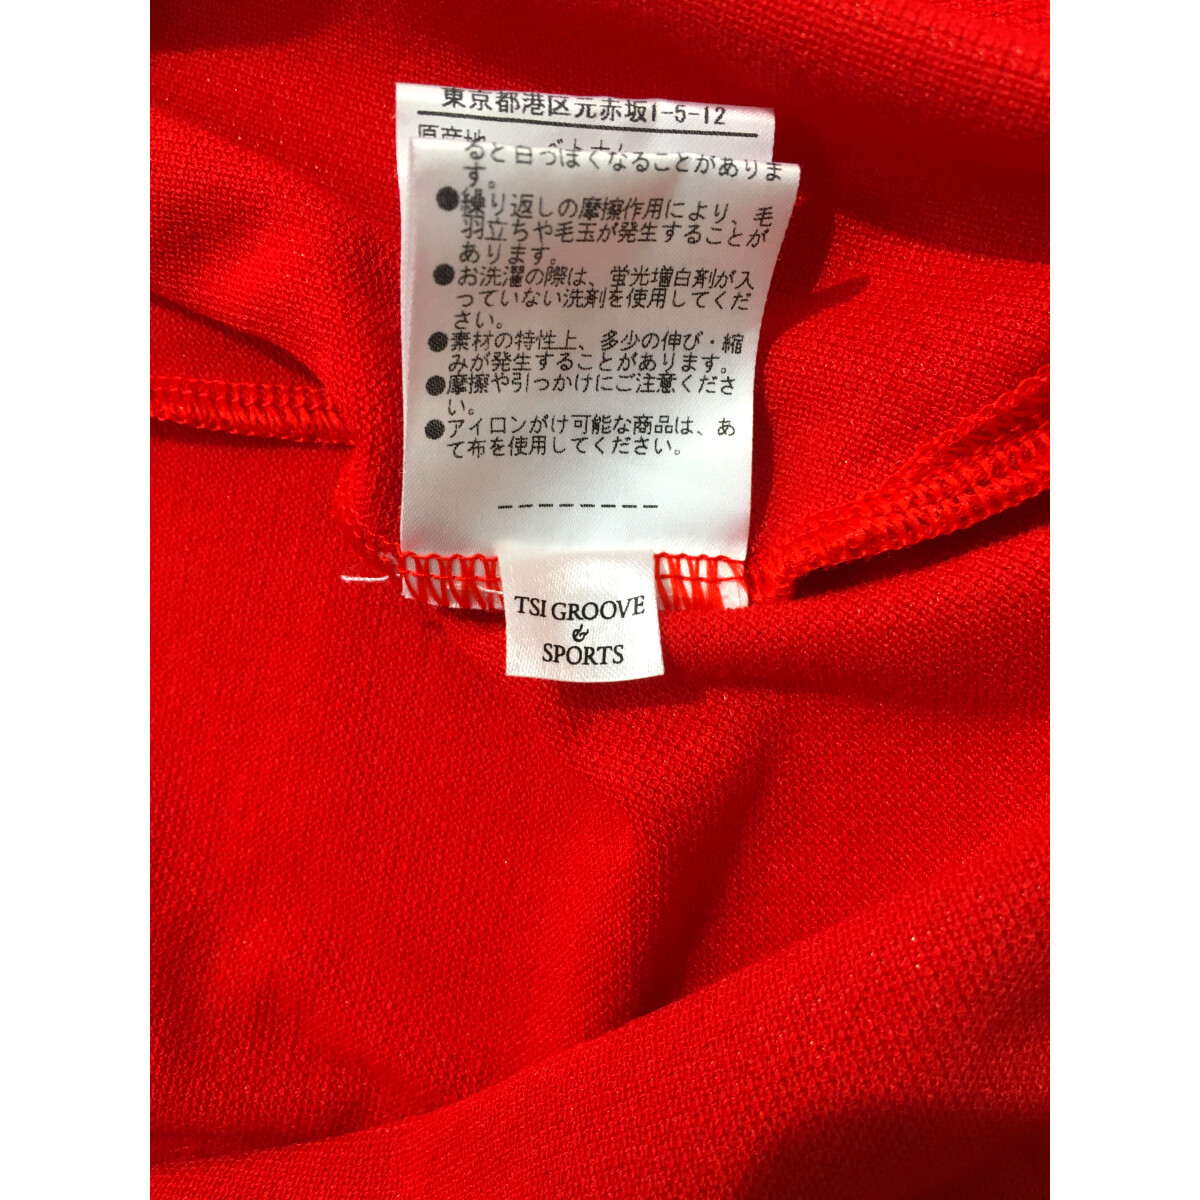 東京都港区元赤坂1-5-12
原産地
ると白っぽくなることがありま
す。
●繰り返しの摩擦作用により、毛
羽立ちや毛玉が発生することが
あります。
●お洗濯の際は、蛍光増白剤が入
っていない洗剤を使用してくだ
さい。
●素材の特性上、多少の伸び・縮
みが発生することがあります。
●摩擦や引っかけにご注意くださ
い。
●アイロンがけ可能な商品は、あ
て布を使用してください。
--------
TSI GROOVE
&
SPORTS